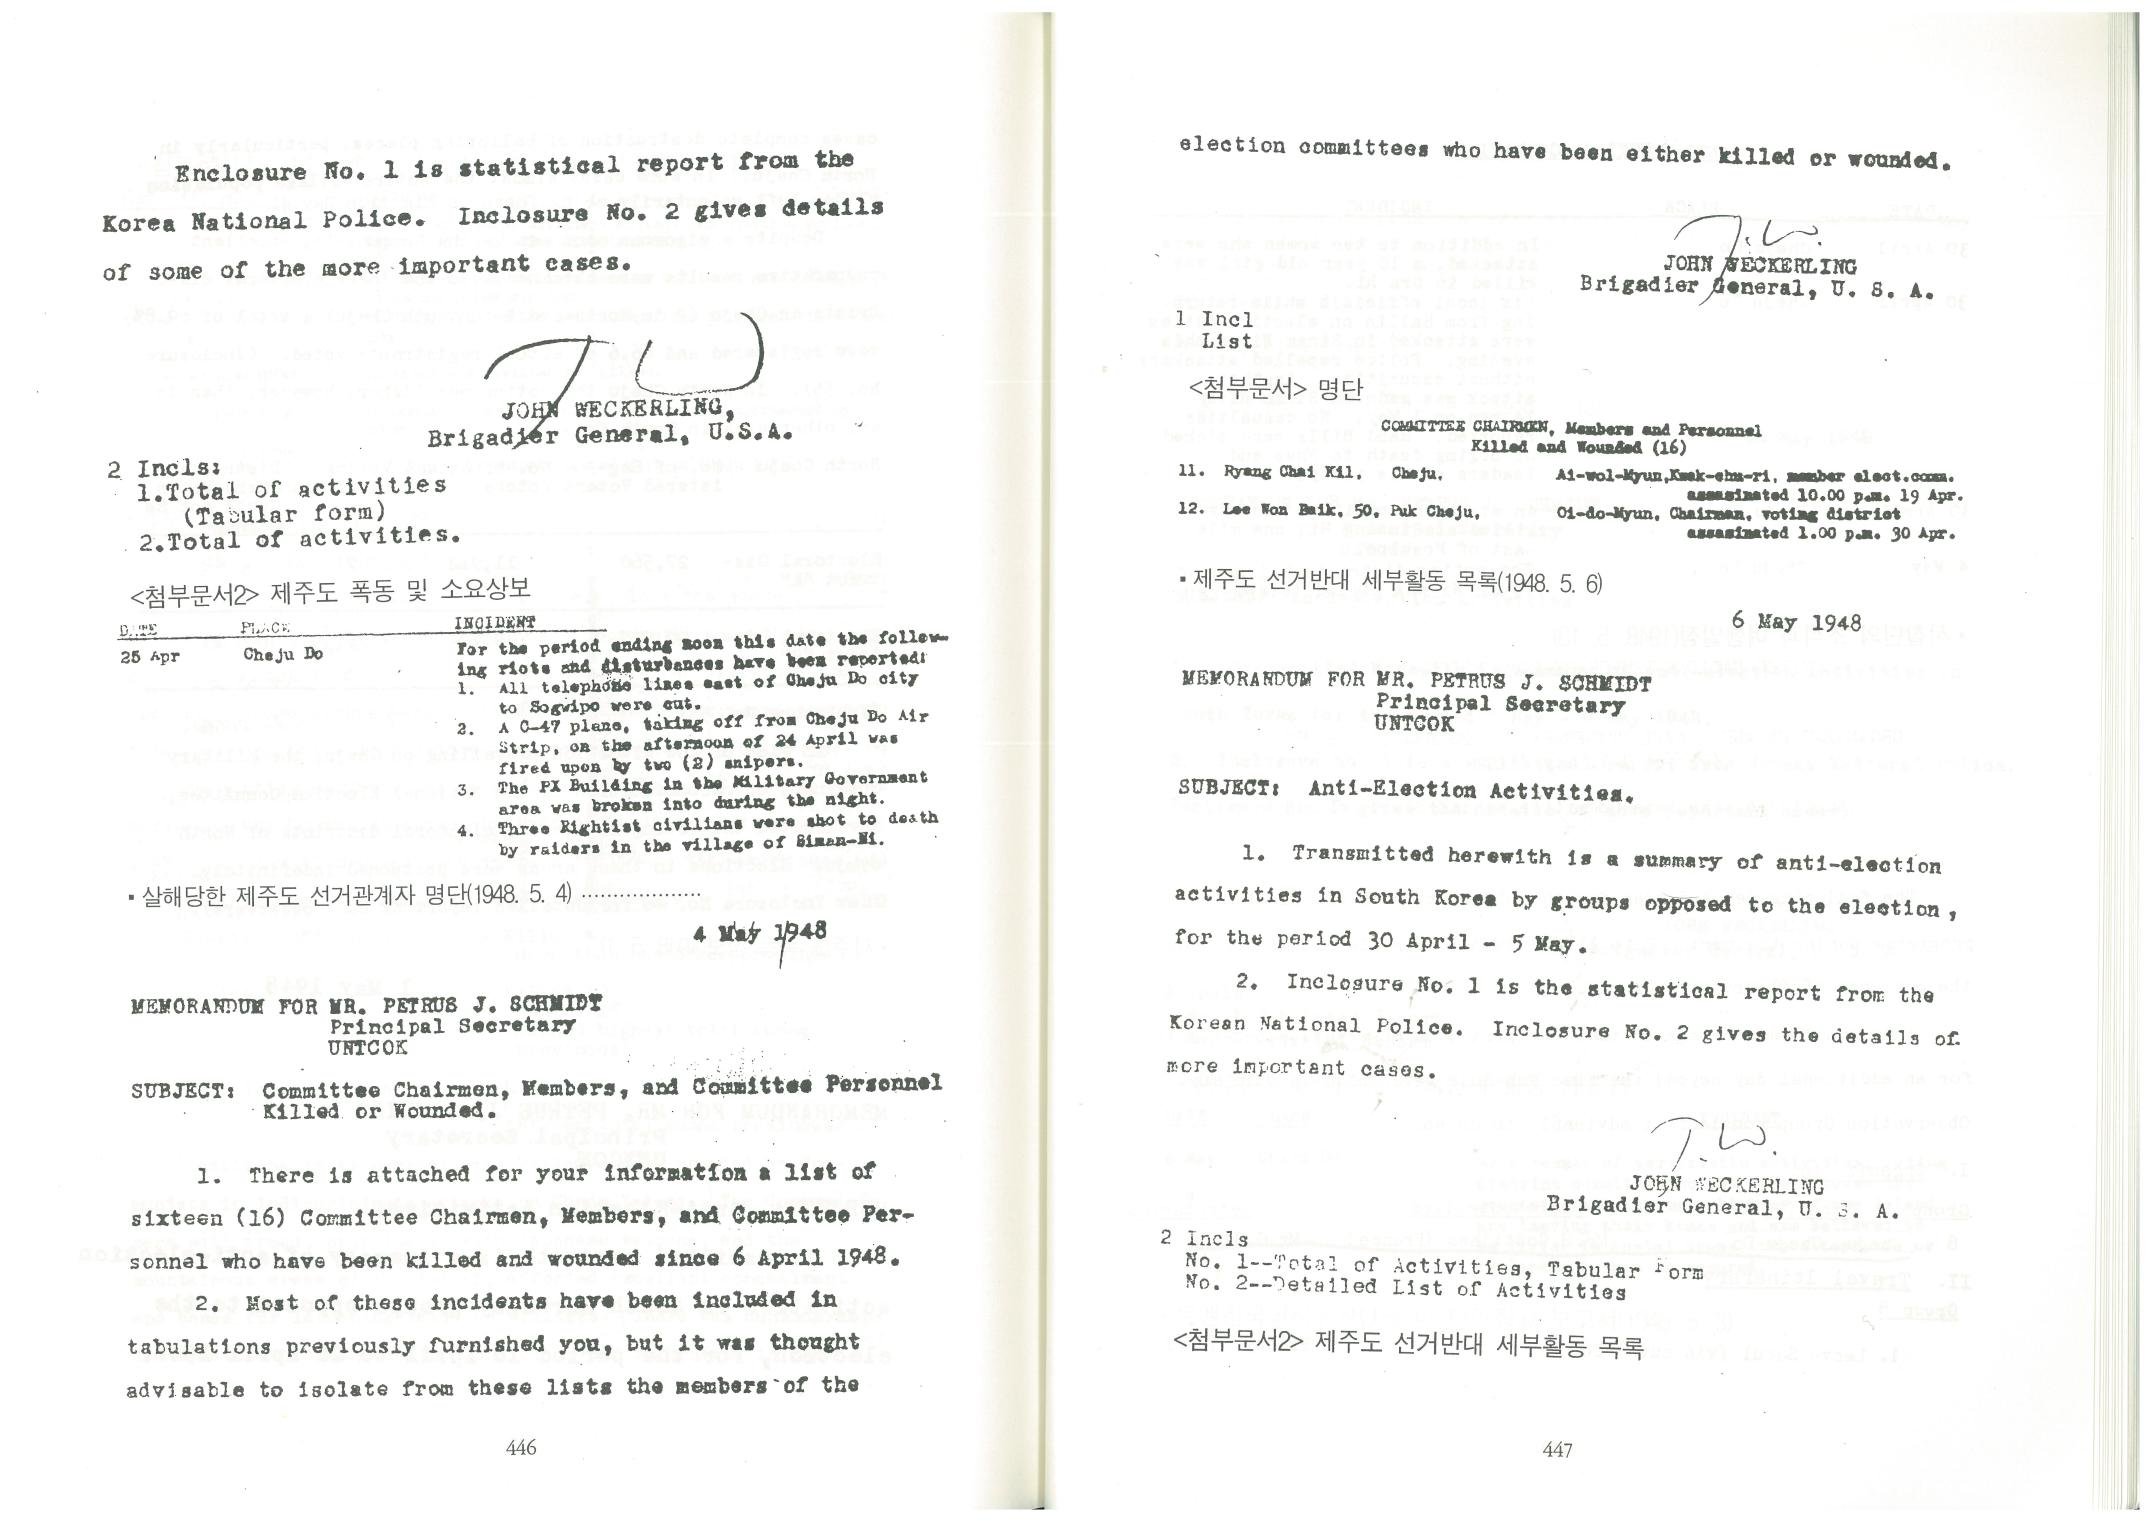 Enclosure No. 1 is statistical report from the
Korea National Police. Inclosure No. 2 gives details
of some of the more important cases.
JOHN WECKERLING,
Brigadier General, U.S.A.
2 Incls:
1.Total of activities
(Tabular form)
2.Total of activities.
<첨부문서2> 제주도 폭동 및 소요상보
DATE PLACE INCIDENT
25 Apr Cheju Do For the period ending noon this date the follow-
ing riots and disturbances have been reported:
1. All telephone lines east of Cheju Do city
to Sogwipo were cut.
2. A C-47 plane, taking off from Cheju Do Air
Strip, on the afternoon of 24 April was
fired upon by two (2) snipers.
3. The PX Building in the Military Government
area was broken into during the night.
4. Three Rightist civilians were shot to death
by raiders in the village of
▪ 살해당한 제주도 선거관계자 명단(1948. 5. 4) ..................
4 May 1948
MEMORANDUM FOR MR. PETRUS J. SCHMIDT
Principal Secretary
UNTCOK
SUBJECT: Committee Chairmen, Members, and Committee Personnel
Killed or Wounded.
1. There is attached for your information a list of
sixteen (16) Committee Chairmen, Members, and Committee Per-
sonnel who have been killed and wounded since 6 April 1948.
2. Most of these incidents have been included in
tabulations previously furnished you, but it was thought
advisable to isolate from these lists the members of the
446
election committees who have been either killed or wounded.
J.W.
JOHN WECKERLING
Brigadier General, U. S. A.
1 Incl
List
<첨부문서> 명단
COMMITTEE CHAIRMEN, Members and Personnel
Killed and Wounded (16)
11. Ryang Chai Kil, Cheju, Ai-wol-Myun, member elect.comm.
assasinated 10.00 p.m. 19 Apr.
12. Lee Won Baik, 50, Puk Cheju, Oi-do-Myun, Chairman, voting district
assasinated 1.00 p.m. 30 Apr.
▪ 제주도 선거반대 세부활동 목록(1948. 5. 6)
6 May 1948
MEMORANDUM FOR MR. PETRUS J. SCHMIDT
Principal Secretary
UNTCOK
SUBJECT: Anti-Election Activities.
1. Transmitted herewith is a summary of anti-election
activities in South Korea by groups opposed to the election,
for the period 30 April - 5 May.
2. Inclosure No. 1 is the statistical report from the
Korean National Police. Inclosure No. 2 gives the details of
more important cases.
J.W.
JOHN WECKERLING
Brigadier General, U. S. A.
2 Incls
No. 1--Total of Activities, Tabular Form
No. 2--Detailed List of Activities
<첨부문서2> 제주도 선거반대 세부활동 목록
447